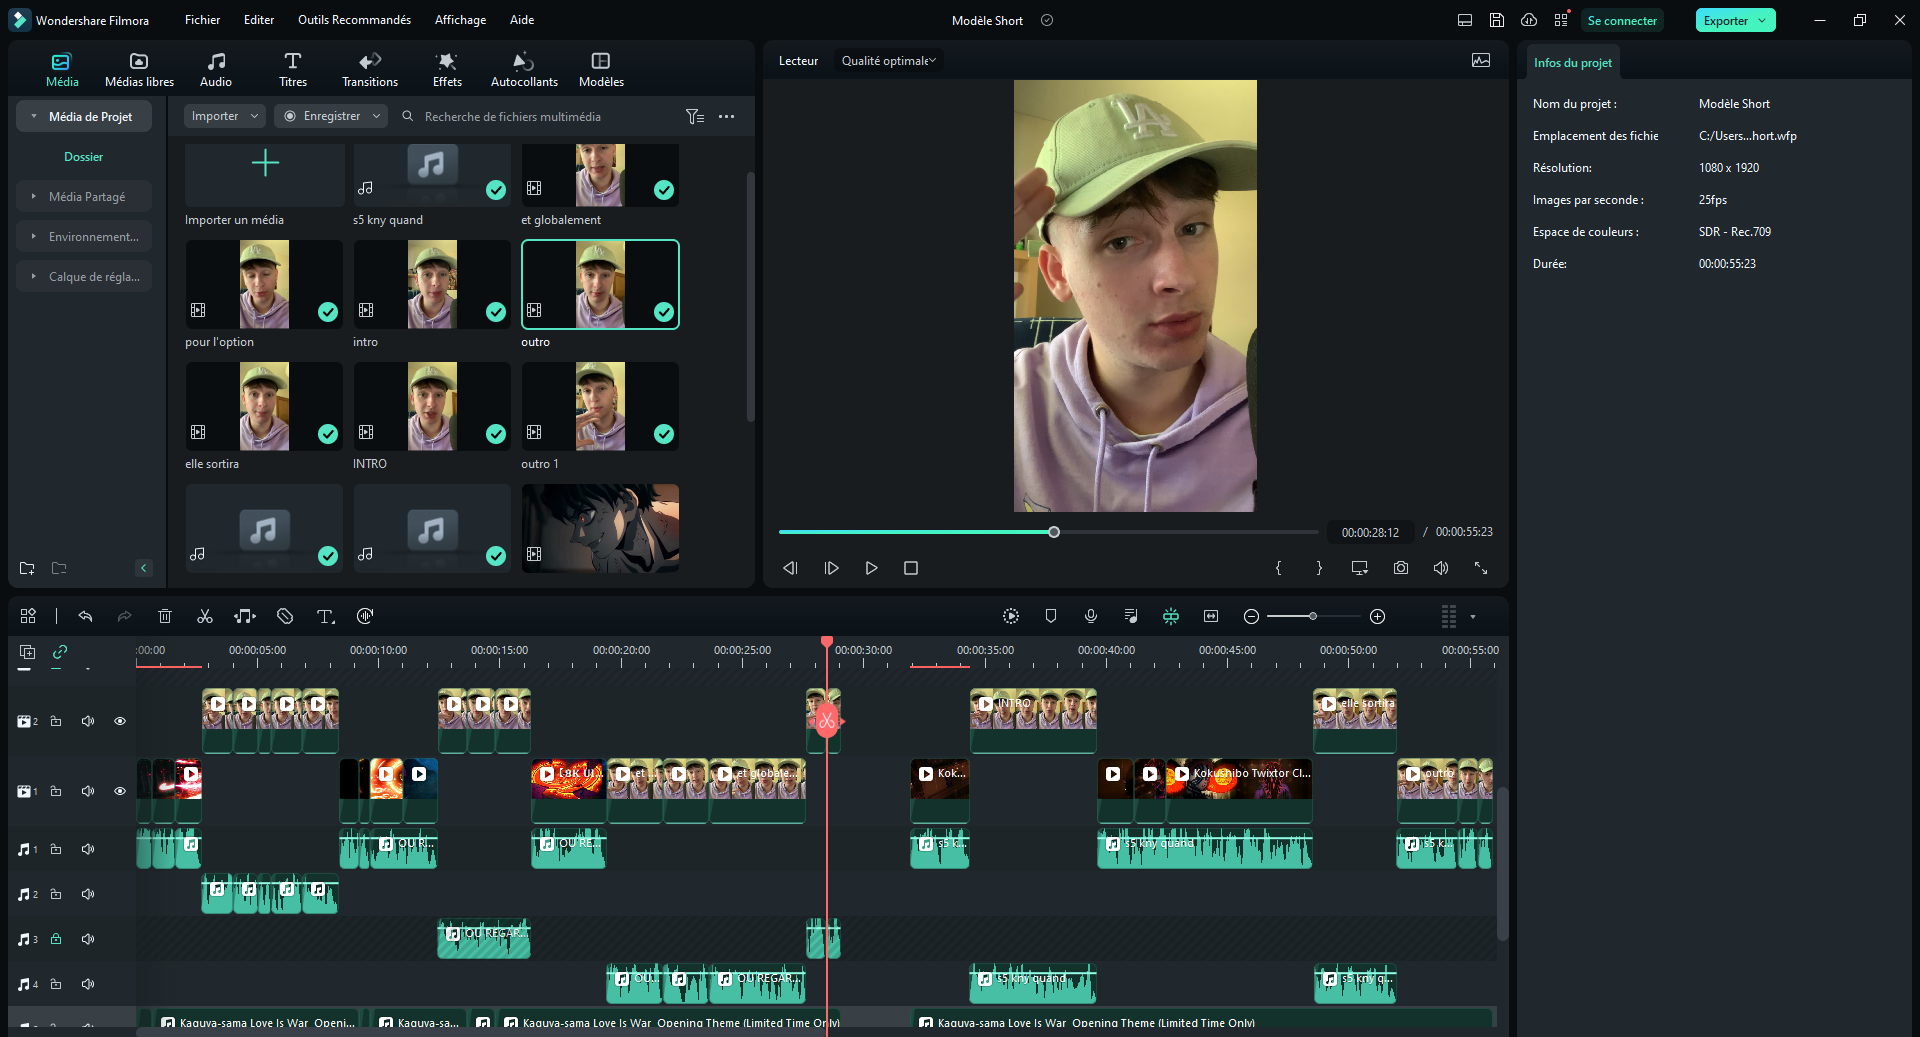 Wondershare Filmora
Fichier
Editer
Outils Recommandés
Affichage
Aide
Modèle Short
Se connecter
Exporter
Média
Médias libres
Audio
Titres
Transitions
Effets
Autocollants
Modèles
Lecteur
Qualité optimale
Infos du projet
Média de Projet
Importer
Enregistrer
Recherche de fichiers multimédia
Nom du projet :
Modèle Short
Emplacement des fichie
C:/Users...hort.wfp
Résolution:
1080 x 1920
Images par seconde :
25fps
Espace de couleurs :
SDR - Rec.709
Durée:
00:00:55:23
Dossier
Média Partagé
Environnement...
Calque de régla...
Importer un média
s5 kny quand
et globalement
pour l'option
intro
outro
elle sortira
INTRO
outro 1
LA
00:00:28:12 / 00:00:55:23
:00:00
00:00:05:00
00:00:10:00
00:00:15:00
00:00:20:00
00:00:25:00
00:00:30:00
00:00:35:00
00:00:40:00
00:00:45:00
00:00:50:00
00:00:55:00
2
INTRO
elle sortira
1
[8K UI...
et ...
et globale...
Kok...
Kokushibo Twixtor Cl...
outro
1
OU R...
OU RE...
s5 k...
s5 kny quand
s5 k...
2
3
OU REGAR...
4
OU...
OU REGAR...
s5 kny quand
s5 kny q...
Kaguya-sama Love Is War Openi...
Kaguya-sa...
Kaguya-sama Love Is War Opening Theme (Limited Time Only)
Kaguya-sama Love Is War Opening Theme (Limited Time Only)